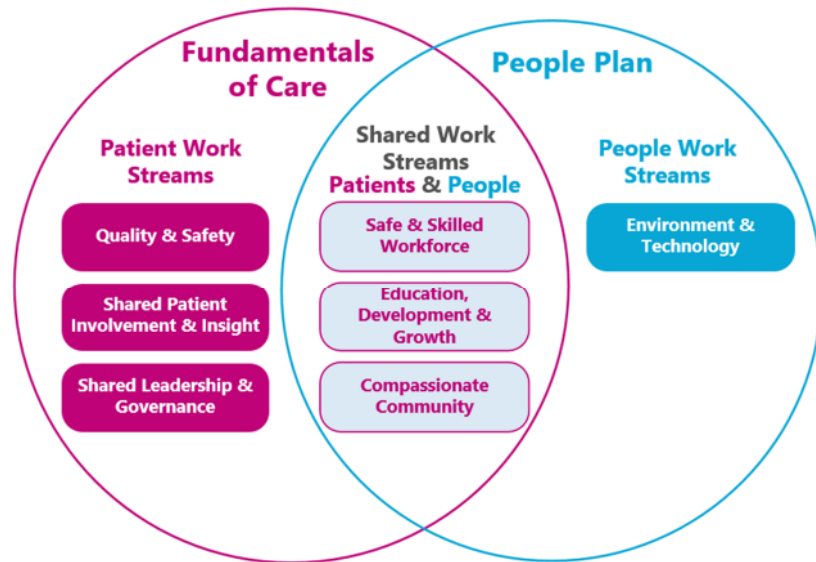 Fundamentals
of Care
People Plan
Patient Work
Streams
Quality & Safety
Shared Patient
Involvement & Insight
Shared Leadership &
Governance
Shared Work
Streams
Patients & People
Safe & Skilled
Workforce
Education,
Development &
Growth
Compassionate
Community
People Work
Streams
Environment &
Technology